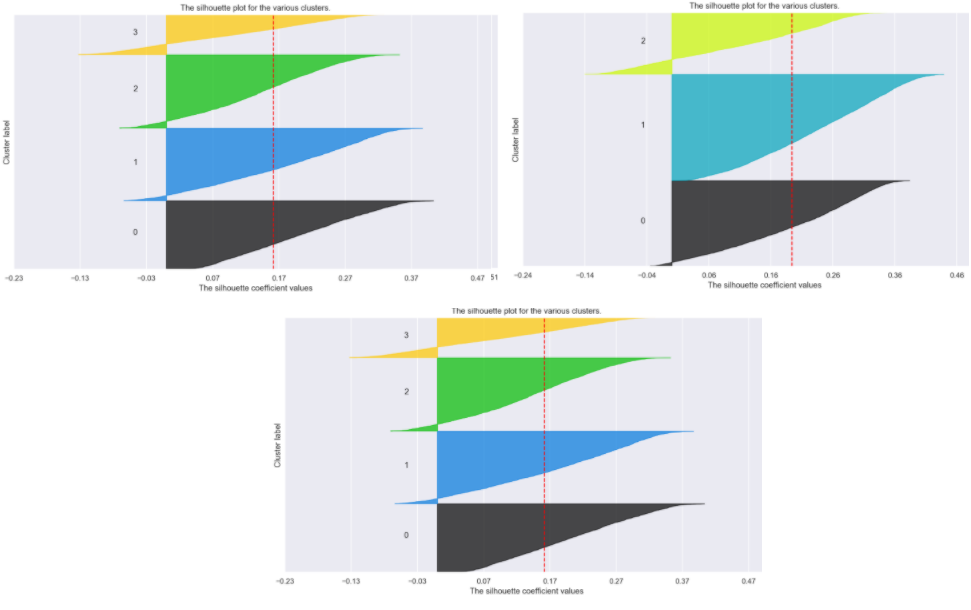 The silhouette plot for the various clusters.
3
2
1
0
Cluster label
−0.23 −0.13 −0.03 0.07 0.17 0.27 0.37 0.47 51
The silhouette coefficient values
The silhouette plot for the various clusters.
2
1
0
Cluster label
−0.24 −0.14 −0.04 0.06 0.16 0.26 0.36 0.46
The silhouette coefficient values
The silhouette plot for the various clusters.
3
2
1
0
Cluster label
−0.23 −0.13 −0.03 0.07 0.17 0.27 0.37 0.47
The silhouette coefficient values